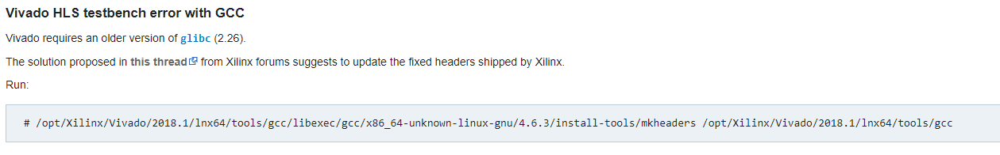 Vivado HLS testbench error with GCC
Vivado requires an older version of glibc (2.26).
The solution proposed in this thread from Xilinx forums suggests to update the fixed headers shipped by Xilinx.
Run:
# /opt/Xilinx/Vivado/2018.1/lnx64/tools/gcc/libexec/gcc/x86_64-unknown-linux-gnu/4.6.3/install-tools/mkheaders /opt/Xilinx/Vivado/2018.1/lnx64/tools/gcc